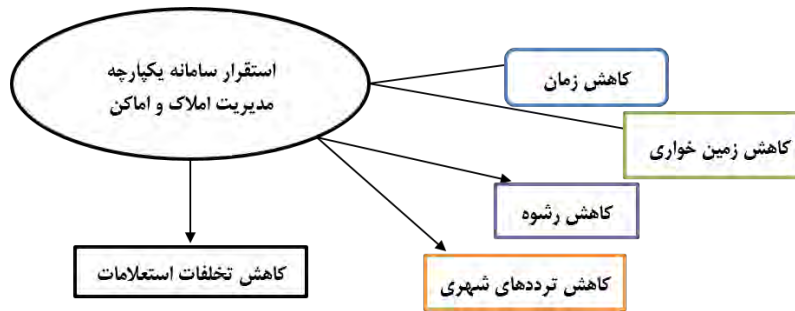 استقرار سامانه یکپارچه
مدیریت املاک و اماکن
کاهش زمان
کاهش زمین خواری
کاهش رشوه
کاهش ترددهای شهری
کاهش تخلفات استعلامات